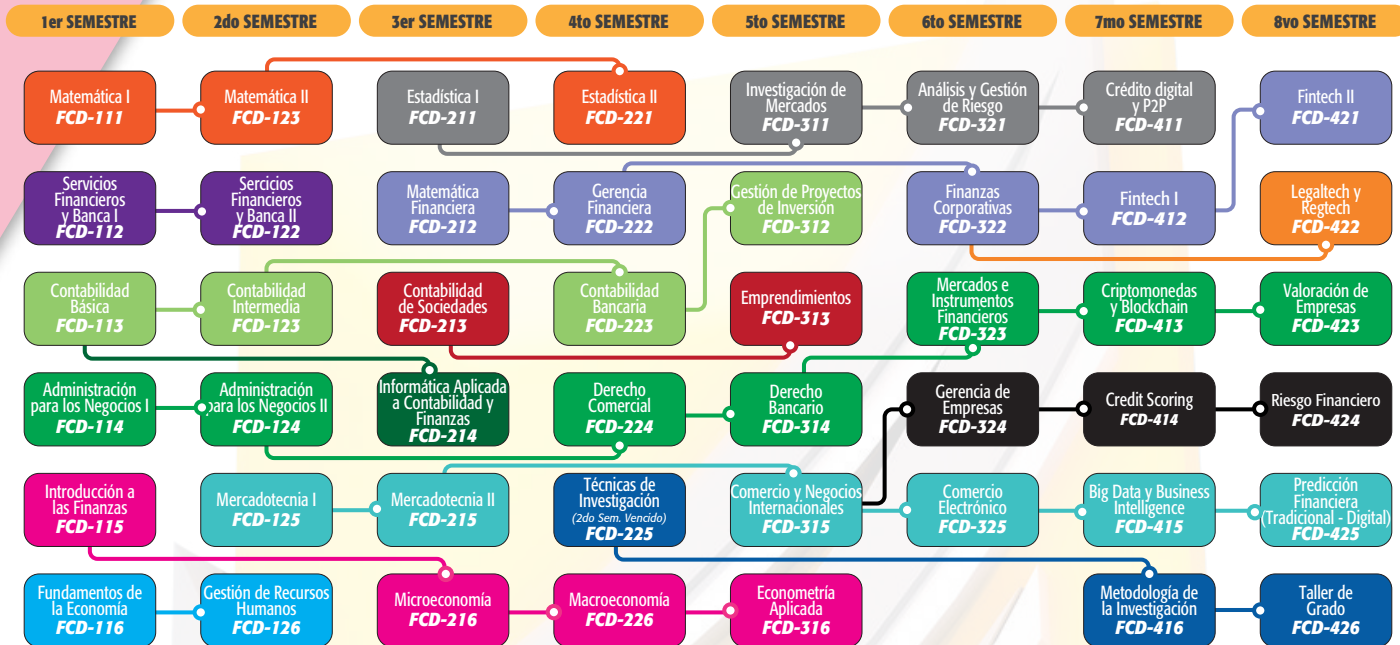 1er SEMESTRE
2do SEMESTRE
3er SEMESTRE
4to SEMESTRE
5to SEMESTRE
6to SEMESTRE
7mo SEMESTRE
8vo SEMESTRE
Matemática I
FCD-111
Matemática II
FCD-123
Estadística I
FCD-211
Estadística II
FCD-221
Investigación de
Mercados
FCD-311
Análisis y Gestión
de Riesgo
FCD-321
Crédito digital
y P2P
FCD-411
Fintech II
FCD-421
Servicios
Financieros
y Banca I
FCD-112
Sercicios
Financieros
y Banca II
FCD-122
Matemática
Financiera
FCD-212
Gerencia
Financiera
FCD-222
Gestión de Proyectos
de Inversión
FCD-312
Finanzas
Corporativas
FCD-322
Fintech I
FCD-412
Legaltech y
Regtech
FCD-422
Contabilidad
Básica
FCD-113
Contabilidad
Intermedia
FCD-123
Contabilidad
de Sociedades
FCD-213
Contabilidad
Bancaria
FCD-223
Emprendimientos
FCD-313
Mercados e
Instrumentos
Financieros
FCD-323
Criptomonedas
y Blockchain
FCD-413
Valoración de
Empresas
FCD-423
Administración
para los Negocios I
FCD-114
Administración
para los Negocios II
FCD-124
Informática Aplicada
a Contabilidad y
Finanzas
FCD-214
Derecho
Comercial
FCD-224
Derecho
Bancario
FCD-314
Gerencia de
Empresas
FCD-324
Credit Scoring
FCD-414
Riesgo Financiero
FCD-424
Introducción a
las Finanzas
FCD-115
Mercadotecnia I
FCD-125
Mercadotecnia II
FCD-215
Técnicas de
Investigación
(2do Sem. Vencido)
FCD-225
Comercio y Negocios
Internacionales
FCD-315
Comercio
Electrónico
FCD-325
Big Data y Business
Intelligence
FCD-415
Predicción
Financiera
(Tradicional - Digital)
FCD-425
Fundamentos de
la Economía
FCD-116
Gestión de Recursos
Humanos
FCD-126
Microeconomía
FCD-216
Macroeconomía
FCD-226
Econometría
Aplicada
FCD-316
Metodología de
la Investigación
FCD-416
Taller de
Grado
FCD-426